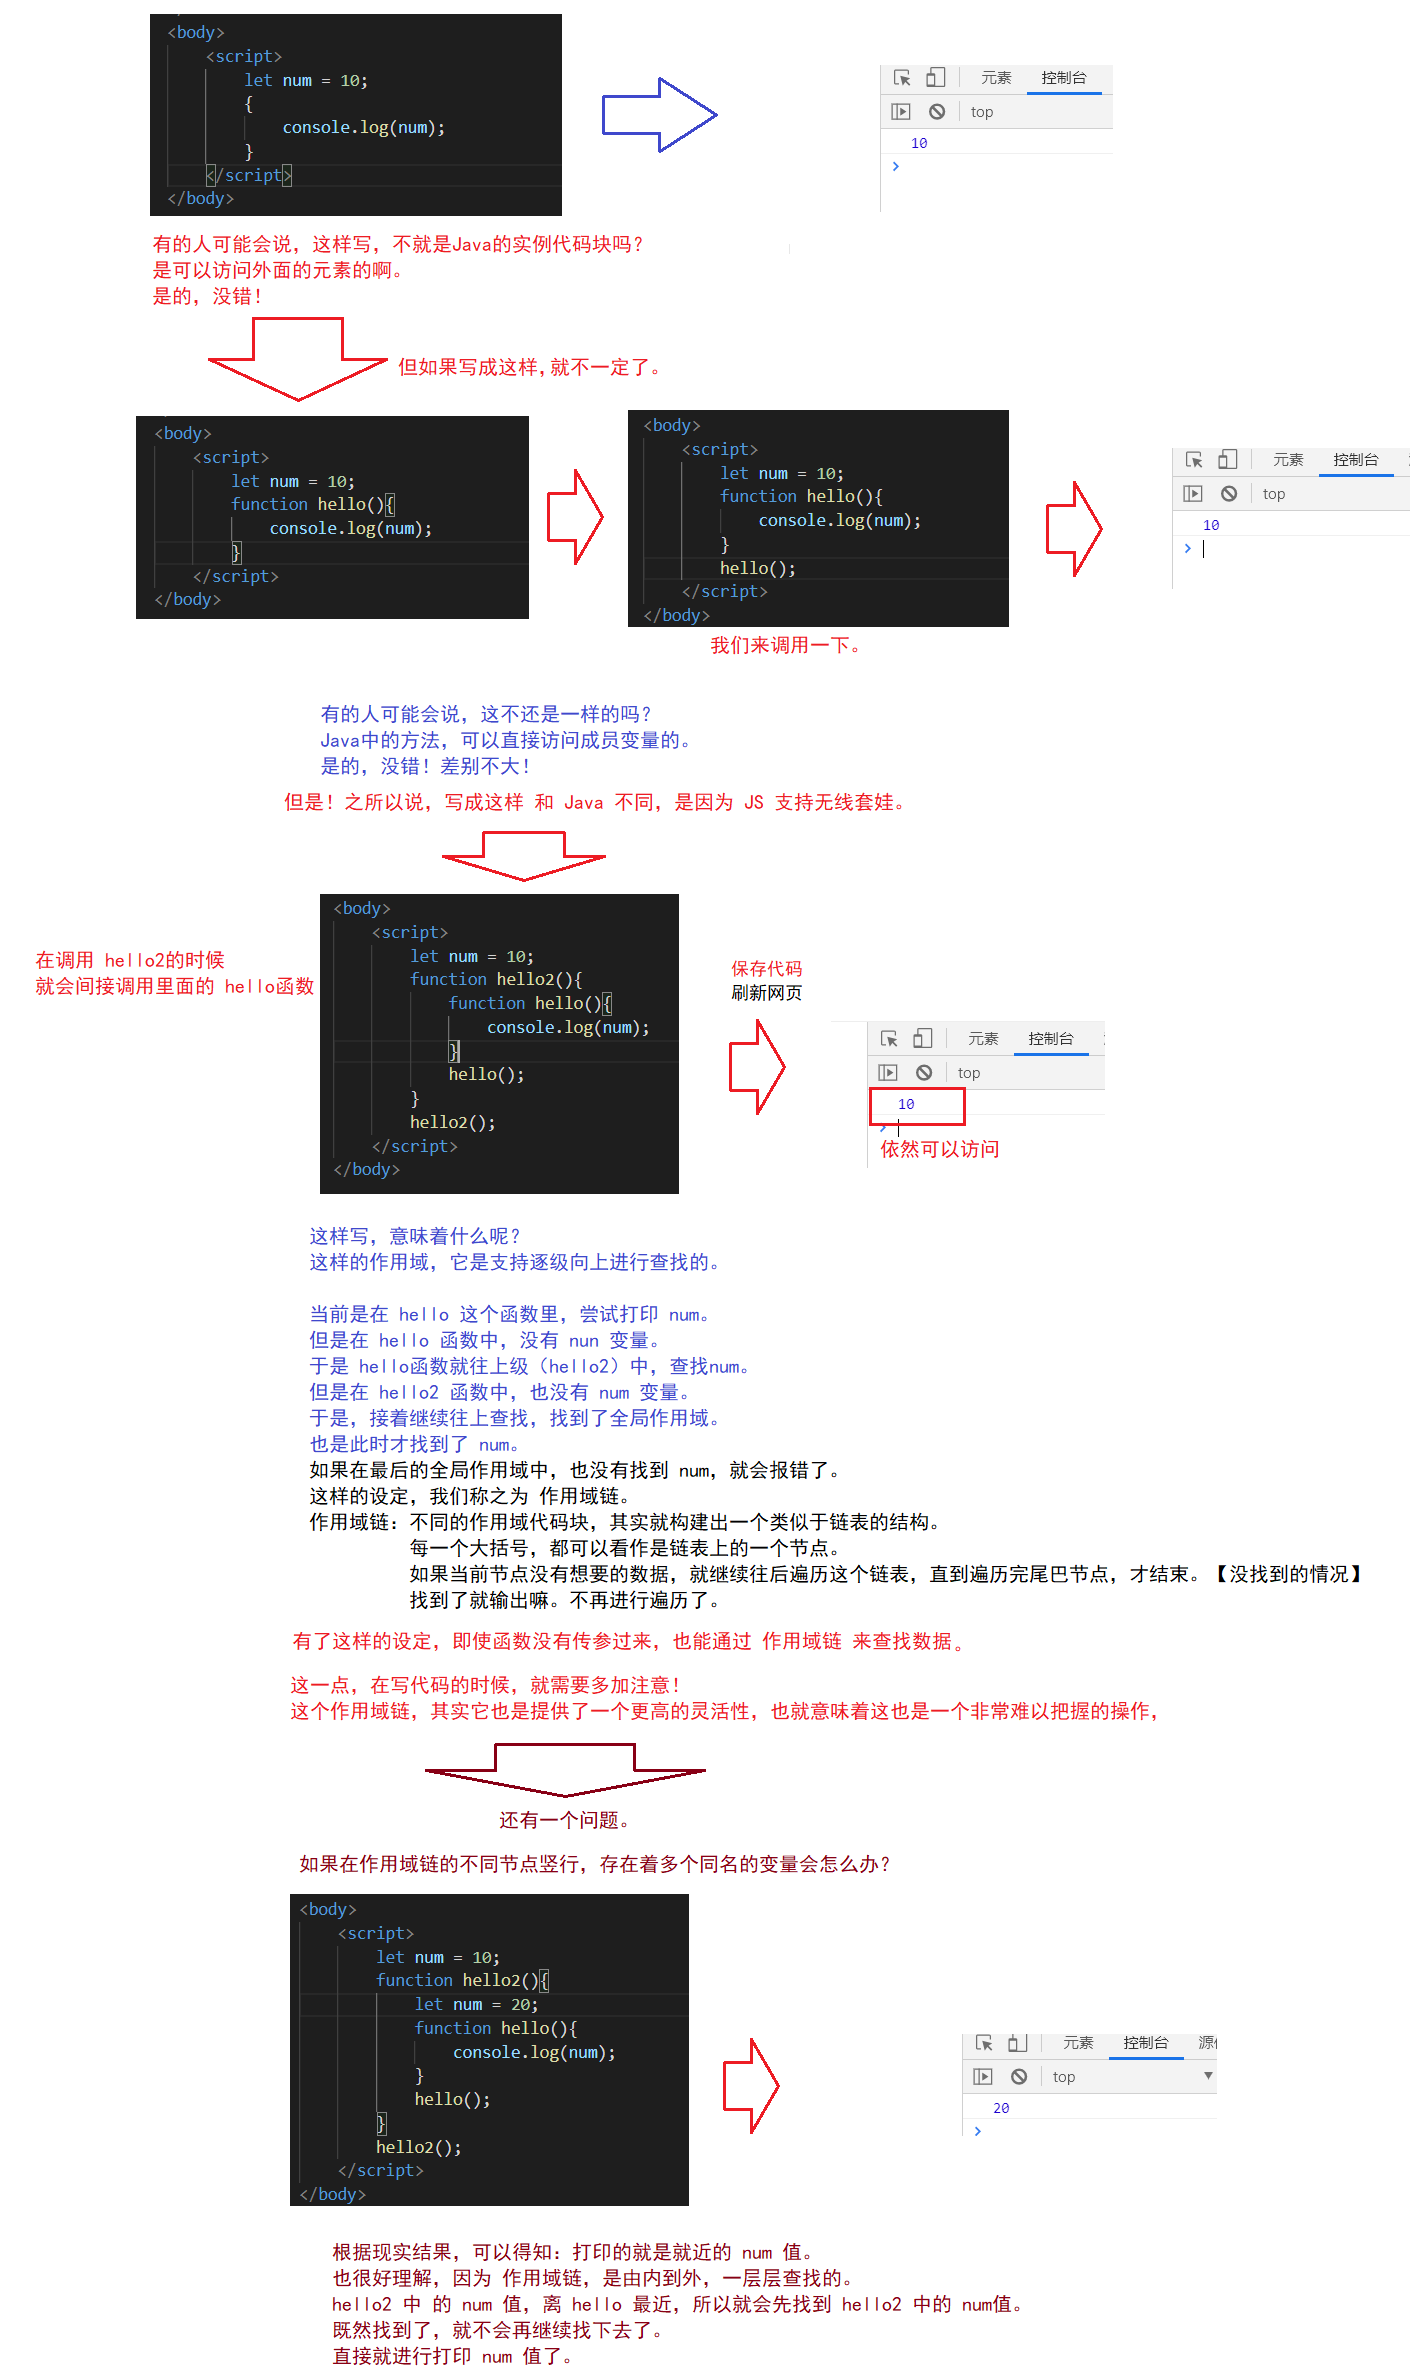 <body>
<script>
let num = 10;
{
console.log(num);
}
</script>
</body>
元素 控制台
top
10
有的人可能会说，这样写，不就是Java的实例代码块吗？
是可以访问外面的元素的啊。
是的，没错！
但如果写成这样,就不一定了。
<body>
<script>
let num = 10;
function hello(){
console.log(num);
}
</script>
</body>
<body>
<script>
let num = 10;
function hello(){
console.log(num);
}
hello();
</script>
</body>
我们来调用一下。
元素 控制台
top
10
有的人可能会说，这不还是一样的吗？
Java中的方法，可以直接访问成员变量的。
是的，没错！差别不大！
但是！之所以说，写成这样 和 Java 不同，是因为 JS 支持无线套娃。
在调用 hello2的时候
就会间接调用里面的 hello函数
<body>
<script>
let num = 10;
function hello2(){
function hello(){
console.log(num);
}
hello();
}
hello2();
</script>
</body>
保存代码
刷新网页
元素 控制台
top
10
依然可以访问
这样写，意味着什么呢？
这样的作用域，它是支持逐级向上进行查找的。
当前是在 hello 这个函数里，尝试打印 num。
但是在 hello 函数中，没有 nun 变量。
于是 hello函数就往上级（hello2）中，查找num。
但是在 hello2 函数中，也没有 num 变量。
于是，接着继续往上查找，找到了全局作用域。
也是此时才找到了 num。
如果在最后的全局作用域中，也没有找到 num，就会报错了。
这样的设定，我们称之为 作用域链。
作用域链：不同的作用域代码块，其实就构建出一个类似于链表的结构。
每一个大括号，都可以看作是链表上的一个节点。
如果当前节点没有想要的数据，就继续往后遍历这个链表，直到遍历完尾巴节点，才结束。【没找到的情况】
找到了就输出嘛。不再进行遍历了。
有了这样的设定，即使函数没有传参过来，也能通过 作用域链 来查找数据。
这一点，在写代码的时候，就需要多加注意！
这个作用域链，其实它也是提供了一个更高的灵活性，也就意味着这也是一个非常难以把握的操作，
还有一个问题。
如果在作用域链的不同节点竖行，存在着多个同名的变量会怎么办？
<body>
<script>
let num = 10;
function hello2(){
let num = 20;
function hello(){
console.log(num);
}
hello();
}
hello2();
</script>
</body>
元素 控制台
top
20
根据现实结果，可以得知：打印的就是就近的 num 值。
也很好理解，因为 作用域链，是由内到外，一层层查找的。
hello2 中 的 num 值，离 hello 最近，所以就会先找到 hello2 中的 num值。
既然找到了，就不会再继续找下去了。
直接就进行打印 num 值了。